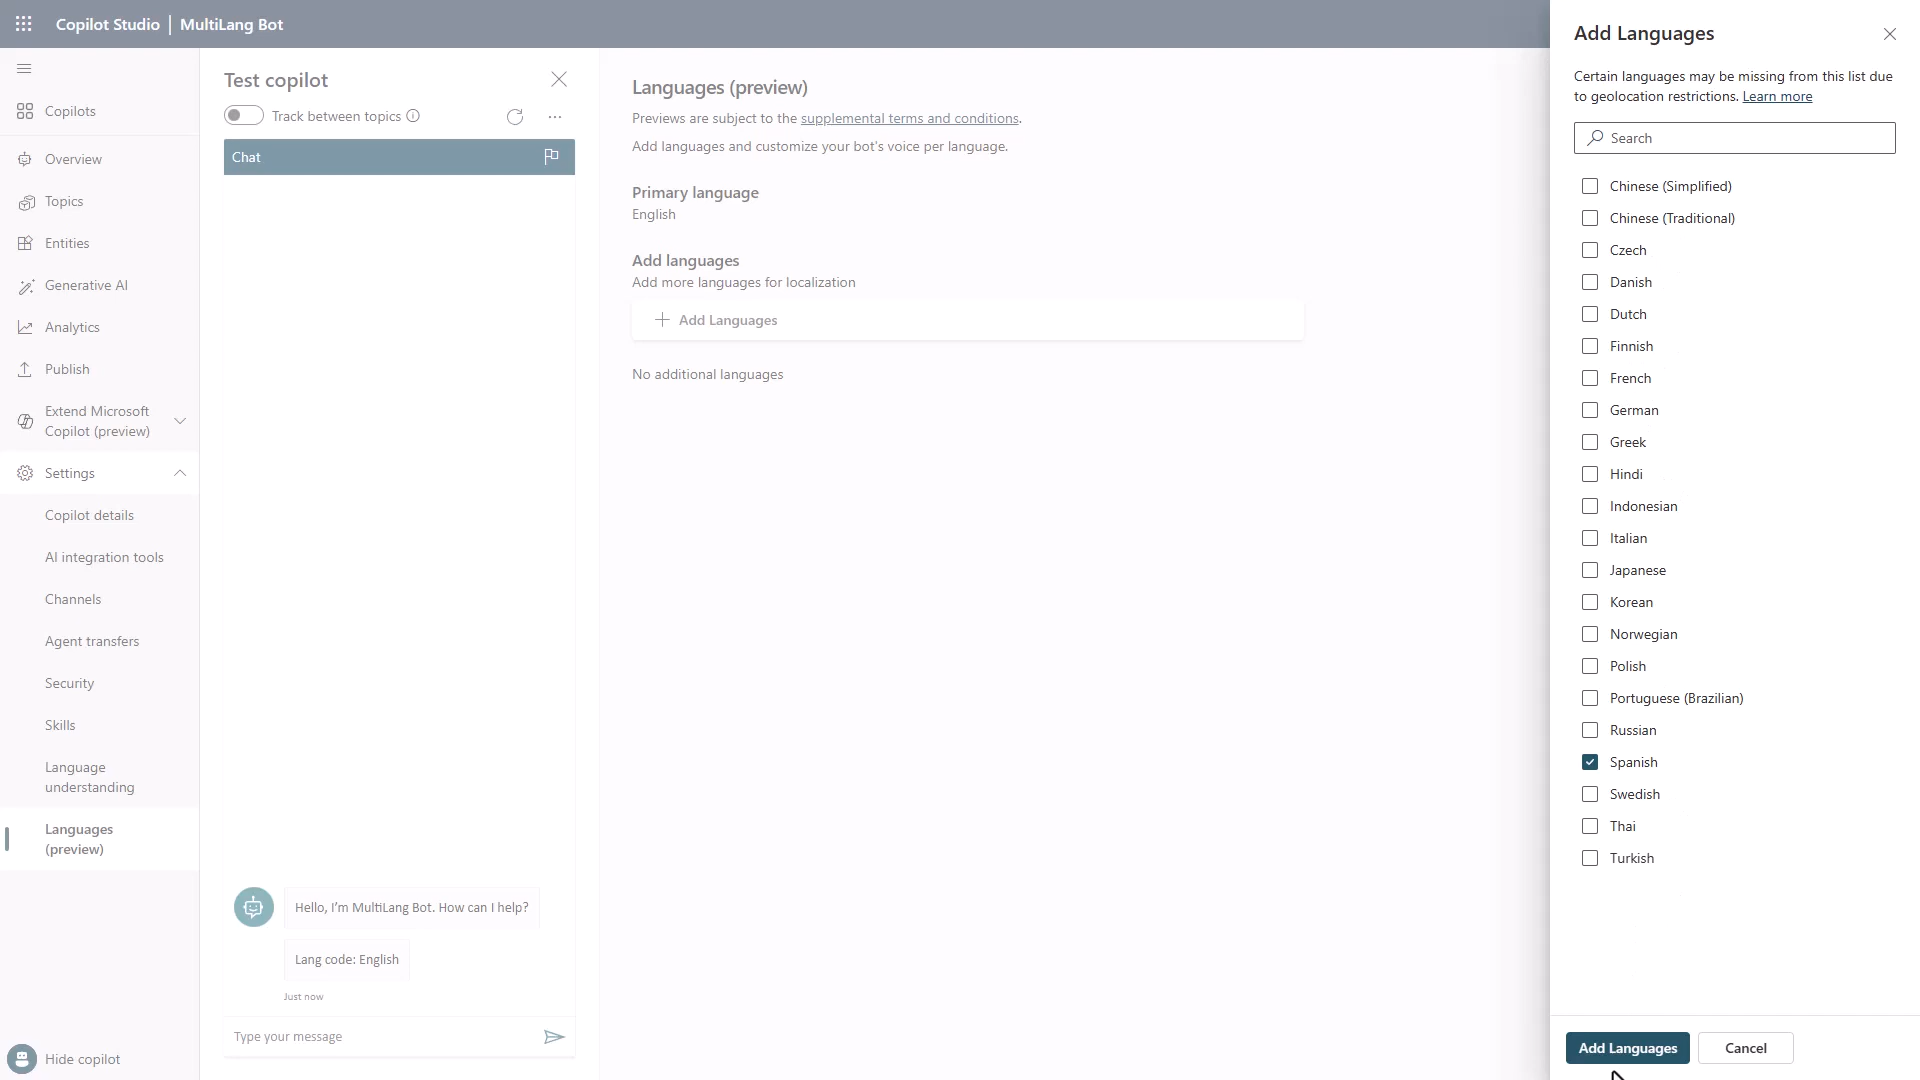 Copilot Studio | MultiLang Bot
Copilots
Overview
Topics
Entities
Generative AI
Analytics
Publish
Extend Microsoft
Copilot (preview)
Settings
Copilot details
AI integration tools
Channels
Agent transfers
Security
Skills
Language
understanding
Languages
(preview)
Hide copilot
Test copilot
Track between topics
Chat
Hello, I'm MultiLang Bot. How can I help?
Lang code: English
Just now
Type your message
Languages (preview)
Previews are subject to the supplemental terms and conditions.
Add languages and customize your bot's voice per language.
Primary language
English
Add languages
Add more languages for localization
Add Languages
No additional languages
Add Languages
Certain languages may be missing from this list due
to geolocation restrictions. Learn more
Search
Chinese (Simplified)
Chinese (Traditional)
Czech
Danish
Dutch
Finnish
French
German
Greek
Hindi
Indonesian
Italian
Japanese
Korean
Norwegian
Polish
Portuguese (Brazilian)
Russian
Spanish
Swedish
Thai
Turkish
Add Languages
Cancel